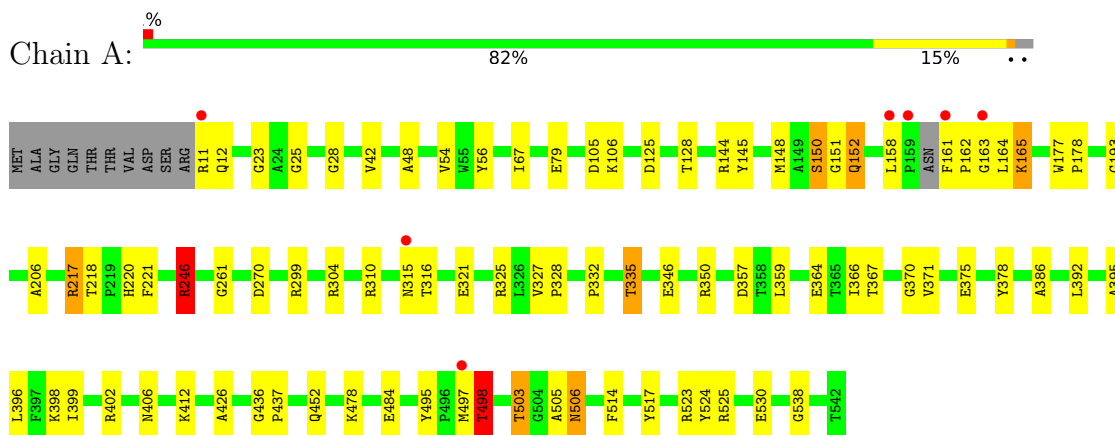 %
Chain A:
82% 15% • •
MET ALA GLY GLN THR THR VAL ASP SER ARG R11 Q12 G23 A24 G25 G28 V42 A48 V54 W55 Y56 I67 E79 D105 K106 D125 T128 R144 Y145 M148 A149 S150 G151 Q152 L158 P159 ASN F161 P162 G163 L164 K165 W177 P178 G193
A206 R217 T218 P219 H220 F221 R246 G261 D270 R299 R304 R310 N315 T316 E321 R325 L326 V327 P328 P332 T335 E346 R350 D357 T358 L359 E364 T365 I366 T367 G370 V371 E375 Y378 A386 L392 A395
L396 F397 K398 I399 R402 N406 K412 A426 G436 P437 Q452 K478 E484 Y495 P496 M497 T498 T503 G504 A505 N506 F514 Y517 R523 Y524 R525 E530 G538 T542